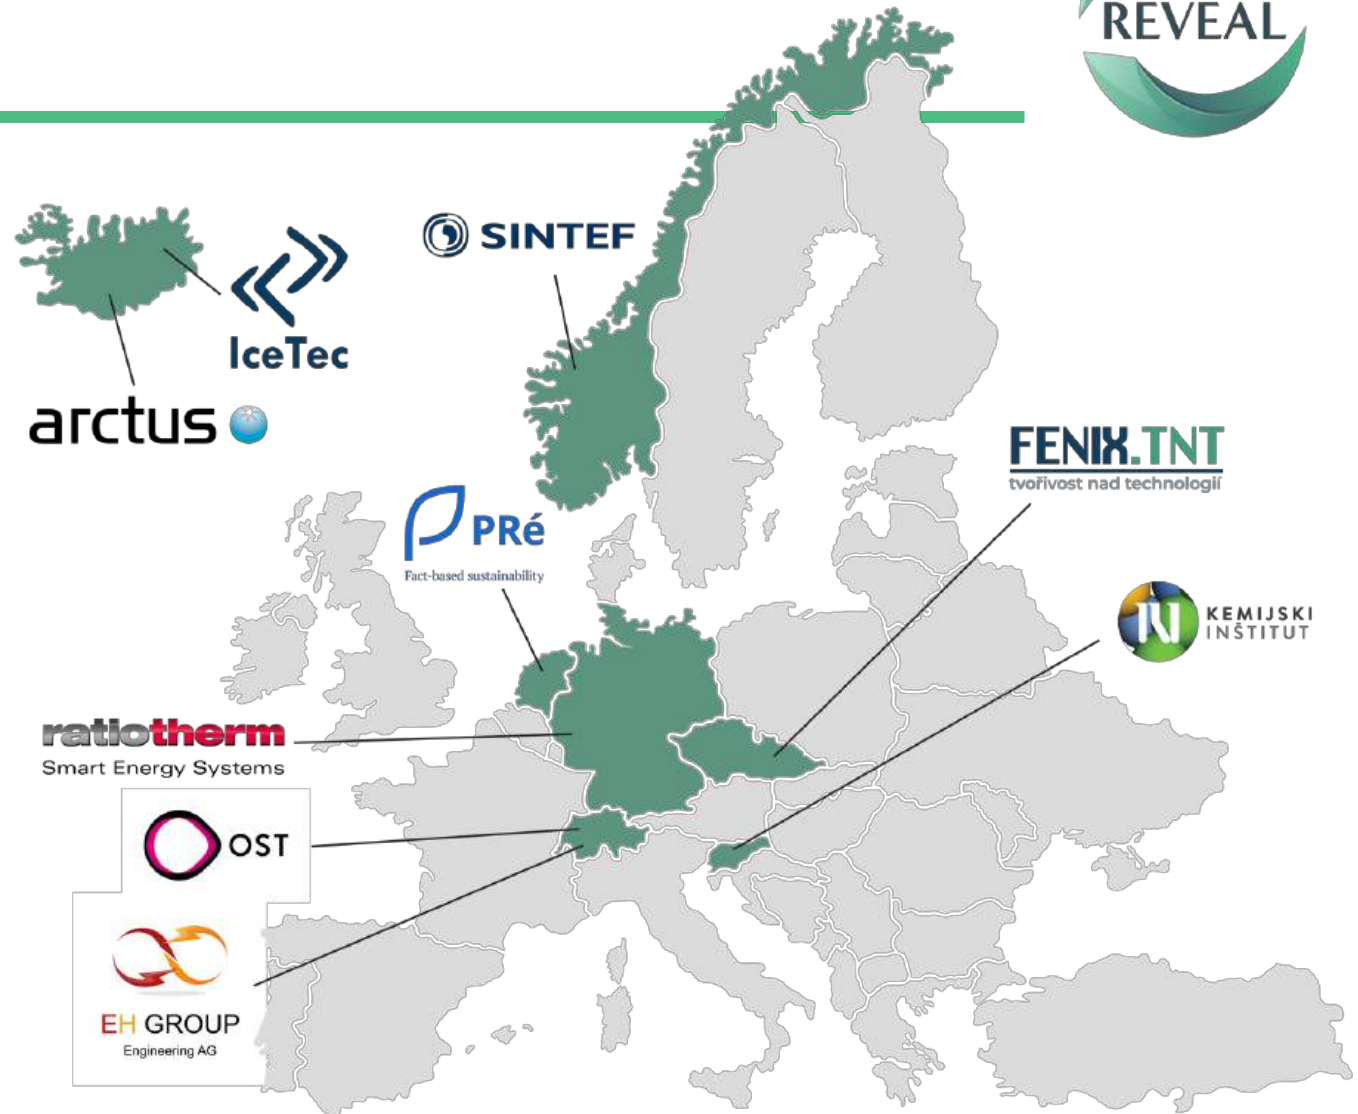 REVEAL
SINTEF
IceTec
arctus
FENIX.TNT
tvořivost nad technologií
PRé
Fact-based sustainability
KEMIJSKI
INŠTITUT
ratiotherm
Smart Energy Systems
OST
EH GROUP
Engineering AG